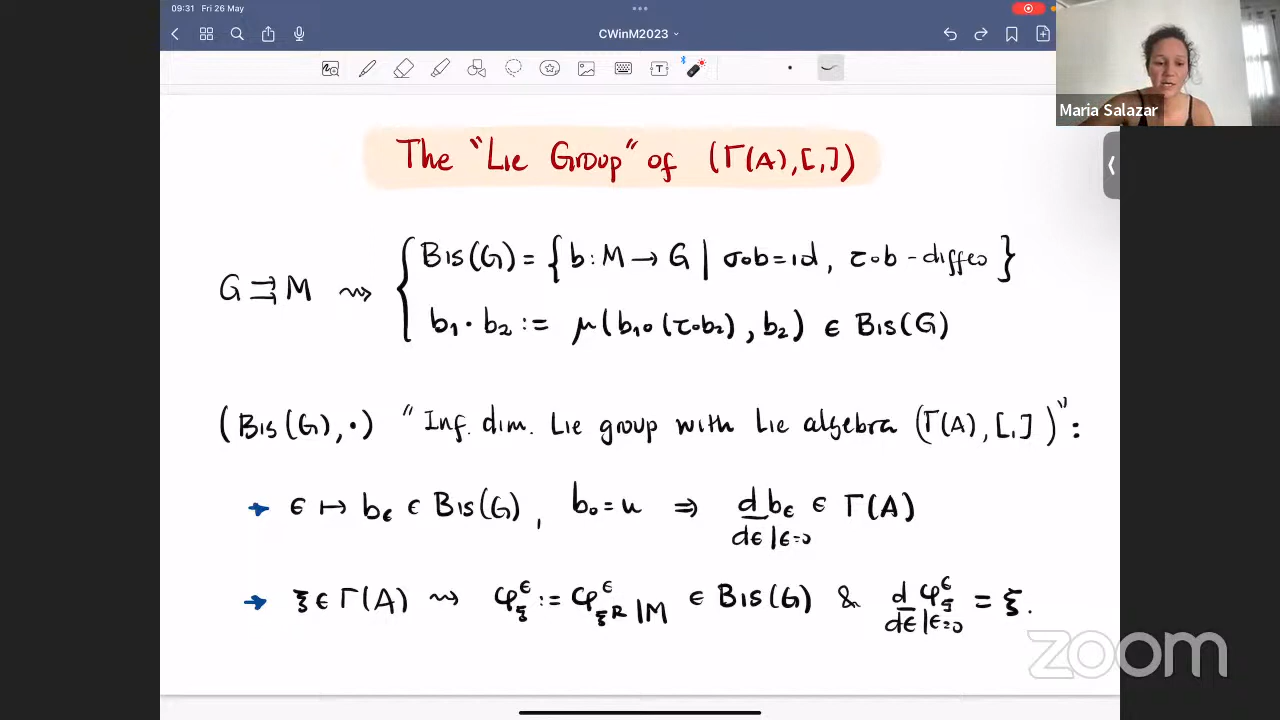 09:31 Fri 26 May
CWinM2023
Maria Salazar
The "Lie Group" of (Γ(A), [,])
G ⇉ M ⇝ { Bis(G) = { b : M → G | σ∘b = id, τ∘b - diffeo }
b₁ · b₂ := μ(b₁∘(τ∘b₂), b₂) ∈ Bis(G)
(Bis(G), ·) "Inf. dim. Lie group with Lie algebra (Γ(A), [,])":
→ ϵ ↦ b_ϵ ∈ Bis(G), b₀ = u ⇒ d/dϵ|ϵ=0 b_ϵ ∈ Γ(A)
→ ξ ∈ Γ(A) ⇝ φ_ξ^ϵ := φ_{ξ^R}^ϵ |M ∈ Bis(G) & d/dϵ|ϵ=0 φ_ξ^ϵ = ξ.
zoom